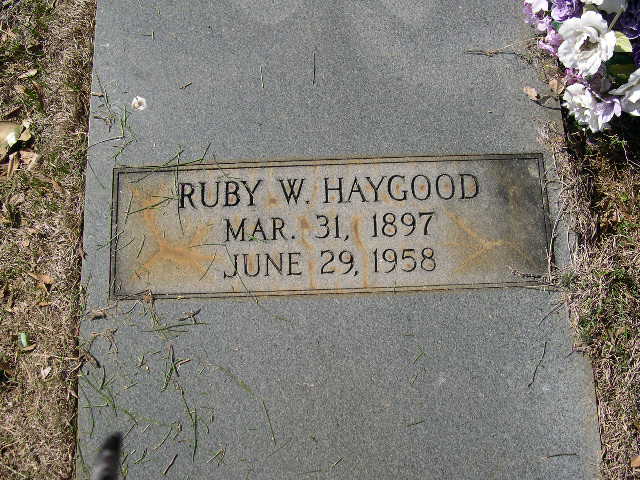 RUBY W. HAYGOOD
MAR. 31, 1897
JUNE 29, 1958